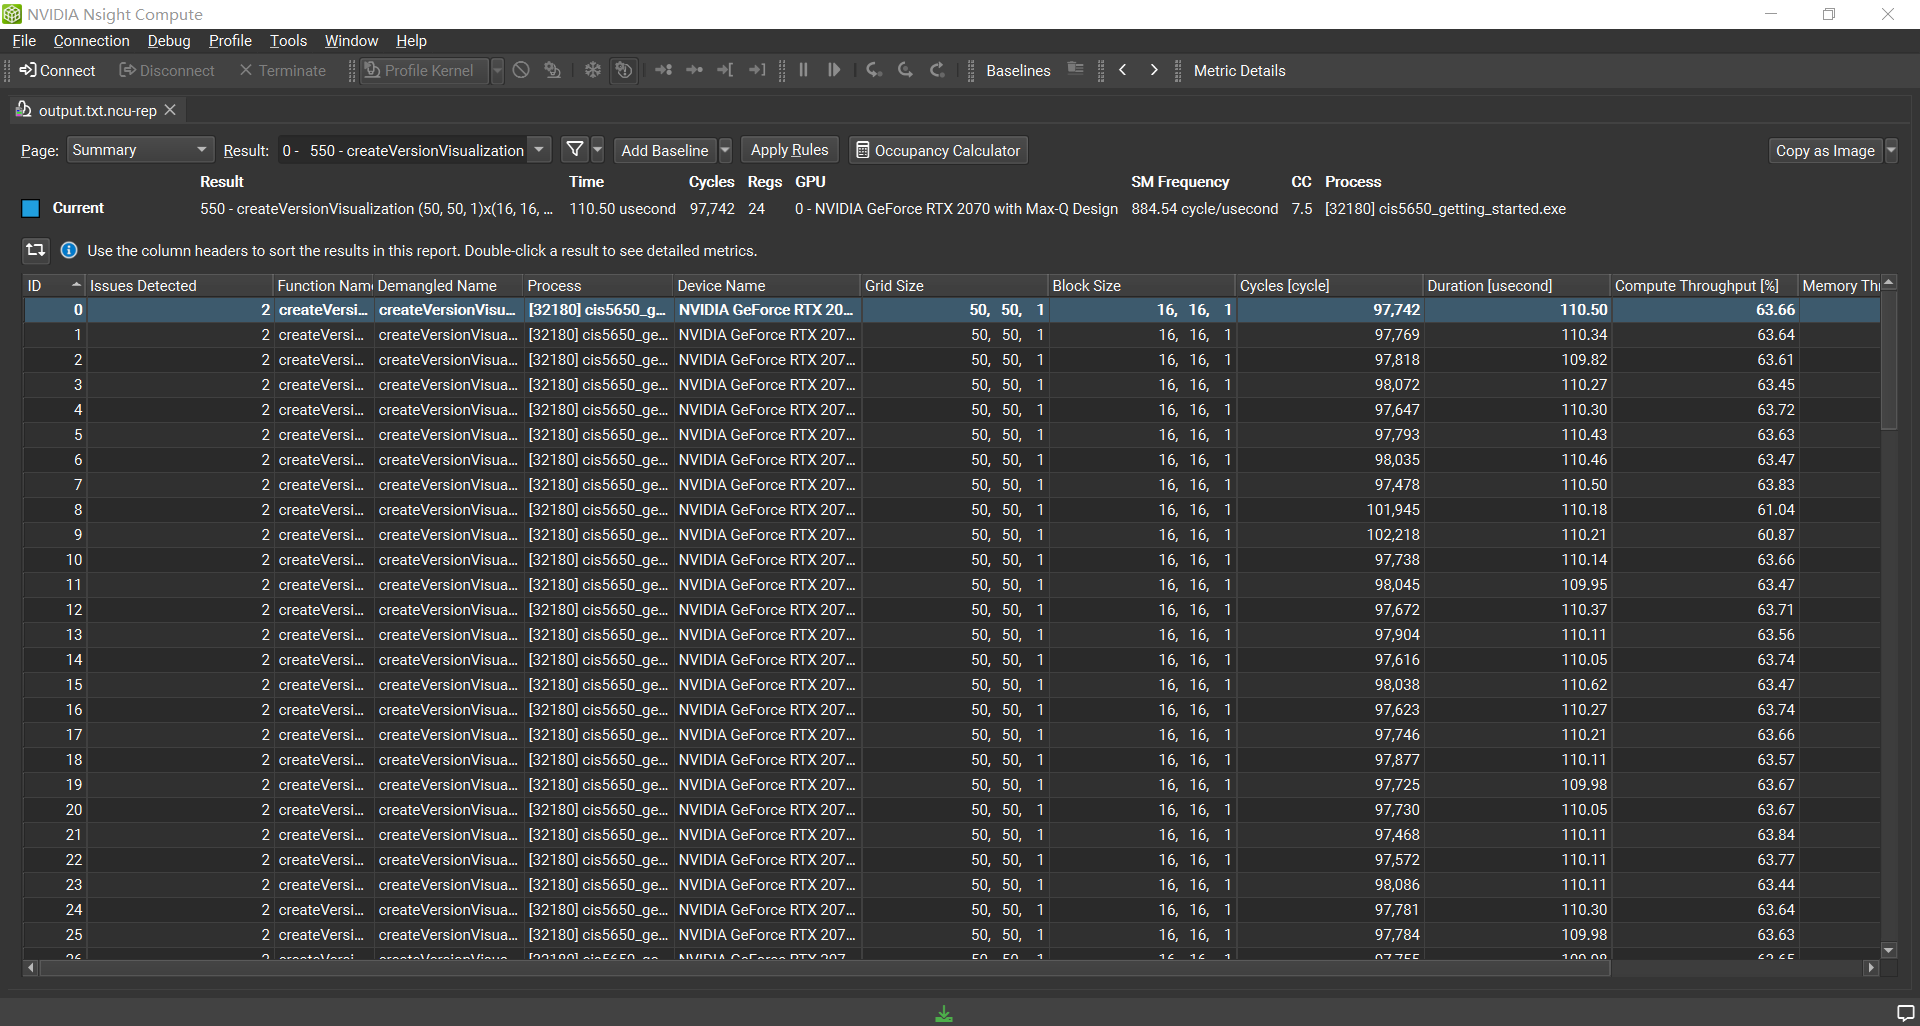 NVIDIA Nsight Compute
File Connection Debug Profile Tools Window Help
Connect Disconnect Terminate Profile Kernel Baselines Metric Details
output.txt.ncu-rep
Page: Summary Result: 0 - 550 - createVersionVisualization Add Baseline Apply Rules Occupancy Calculator Copy as Image
Result Time Cycles Regs GPU SM Frequency CC Process
Current 550 - createVersionVisualization (50, 50, 1)x(16, 16, ... 110.50 usecond 97,742 24 0 - NVIDIA GeForce RTX 2070 with Max-Q Design 884.54 cycle/usecond 7.5 [32180] cis5650_getting_started.exe
Use the column headers to sort the results in this report. Double-click a result to see detailed metrics.
ID Issues Detected Function Nam Demangled Name Process Device Name Grid Size Block Size Cycles [cycle] Duration [usecond] Compute Throughput [%] Memory Thr
0 2 createVersi... createVersionVisu... [32180] cis5650_g... NVIDIA GeForce RTX 20... 50, 50, 1 16, 16, 1 97,742 110.50 63.66
1 2 createVersi... createVersionVisua... [32180] cis5650_ge... NVIDIA GeForce RTX 207... 50, 50, 1 16, 16, 1 97,769 110.34 63.64
2 2 createVersi... createVersionVisua... [32180] cis5650_ge... NVIDIA GeForce RTX 207... 50, 50, 1 16, 16, 1 97,818 109.82 63.61
3 2 createVersi... createVersionVisua... [32180] cis5650_ge... NVIDIA GeForce RTX 207... 50, 50, 1 16, 16, 1 98,072 110.27 63.45
4 2 createVersi... createVersionVisua... [32180] cis5650_ge... NVIDIA GeForce RTX 207... 50, 50, 1 16, 16, 1 97,647 110.30 63.72
5 2 createVersi... createVersionVisua... [32180] cis5650_ge... NVIDIA GeForce RTX 207... 50, 50, 1 16, 16, 1 97,793 110.43 63.63
6 2 createVersi... createVersionVisua... [32180] cis5650_ge... NVIDIA GeForce RTX 207... 50, 50, 1 16, 16, 1 98,035 110.46 63.47
7 2 createVersi... createVersionVisua... [32180] cis5650_ge... NVIDIA GeForce RTX 207... 50, 50, 1 16, 16, 1 97,478 110.50 63.83
8 2 createVersi... createVersionVisua... [32180] cis5650_ge... NVIDIA GeForce RTX 207... 50, 50, 1 16, 16, 1 101,945 110.18 61.04
9 2 createVersi... createVersionVisua... [32180] cis5650_ge... NVIDIA GeForce RTX 207... 50, 50, 1 16, 16, 1 102,218 110.21 60.87
10 2 createVersi... createVersionVisua... [32180] cis5650_ge... NVIDIA GeForce RTX 207... 50, 50, 1 16, 16, 1 97,738 110.14 63.66
11 2 createVersi... createVersionVisua... [32180] cis5650_ge... NVIDIA GeForce RTX 207... 50, 50, 1 16, 16, 1 98,045 109.95 63.47
12 2 createVersi... createVersionVisua... [32180] cis5650_ge... NVIDIA GeForce RTX 207... 50, 50, 1 16, 16, 1 97,672 110.37 63.71
13 2 createVersi... createVersionVisua... [32180] cis5650_ge... NVIDIA GeForce RTX 207... 50, 50, 1 16, 16, 1 97,904 110.11 63.56
14 2 createVersi... createVersionVisua... [32180] cis5650_ge... NVIDIA GeForce RTX 207... 50, 50, 1 16, 16, 1 97,616 110.05 63.74
15 2 createVersi... createVersionVisua... [32180] cis5650_ge... NVIDIA GeForce RTX 207... 50, 50, 1 16, 16, 1 98,038 110.62 63.47
16 2 createVersi... createVersionVisua... [32180] cis5650_ge... NVIDIA GeForce RTX 207... 50, 50, 1 16, 16, 1 97,623 110.27 63.74
17 2 createVersi... createVersionVisua... [32180] cis5650_ge... NVIDIA GeForce RTX 207... 50, 50, 1 16, 16, 1 97,746 110.21 63.66
18 2 createVersi... createVersionVisua... [32180] cis5650_ge... NVIDIA GeForce RTX 207... 50, 50, 1 16, 16, 1 97,877 110.11 63.57
19 2 createVersi... createVersionVisua... [32180] cis5650_ge... NVIDIA GeForce RTX 207... 50, 50, 1 16, 16, 1 97,725 109.98 63.67
20 2 createVersi... createVersionVisua... [32180] cis5650_ge... NVIDIA GeForce RTX 207... 50, 50, 1 16, 16, 1 97,730 110.05 63.67
21 2 createVersi... createVersionVisua... [32180] cis5650_ge... NVIDIA GeForce RTX 207... 50, 50, 1 16, 16, 1 97,468 110.11 63.84
22 2 createVersi... createVersionVisua... [32180] cis5650_ge... NVIDIA GeForce RTX 207... 50, 50, 1 16, 16, 1 97,572 110.11 63.77
23 2 createVersi... createVersionVisua... [32180] cis5650_ge... NVIDIA GeForce RTX 207... 50, 50, 1 16, 16, 1 98,086 110.11 63.44
24 2 createVersi... createVersionVisua... [32180] cis5650_ge... NVIDIA GeForce RTX 207... 50, 50, 1 16, 16, 1 97,781 110.30 63.64
25 2 createVersi... createVersionVisua... [32180] cis5650_ge... NVIDIA GeForce RTX 207... 50, 50, 1 16, 16, 1 97,784 109.98 63.63